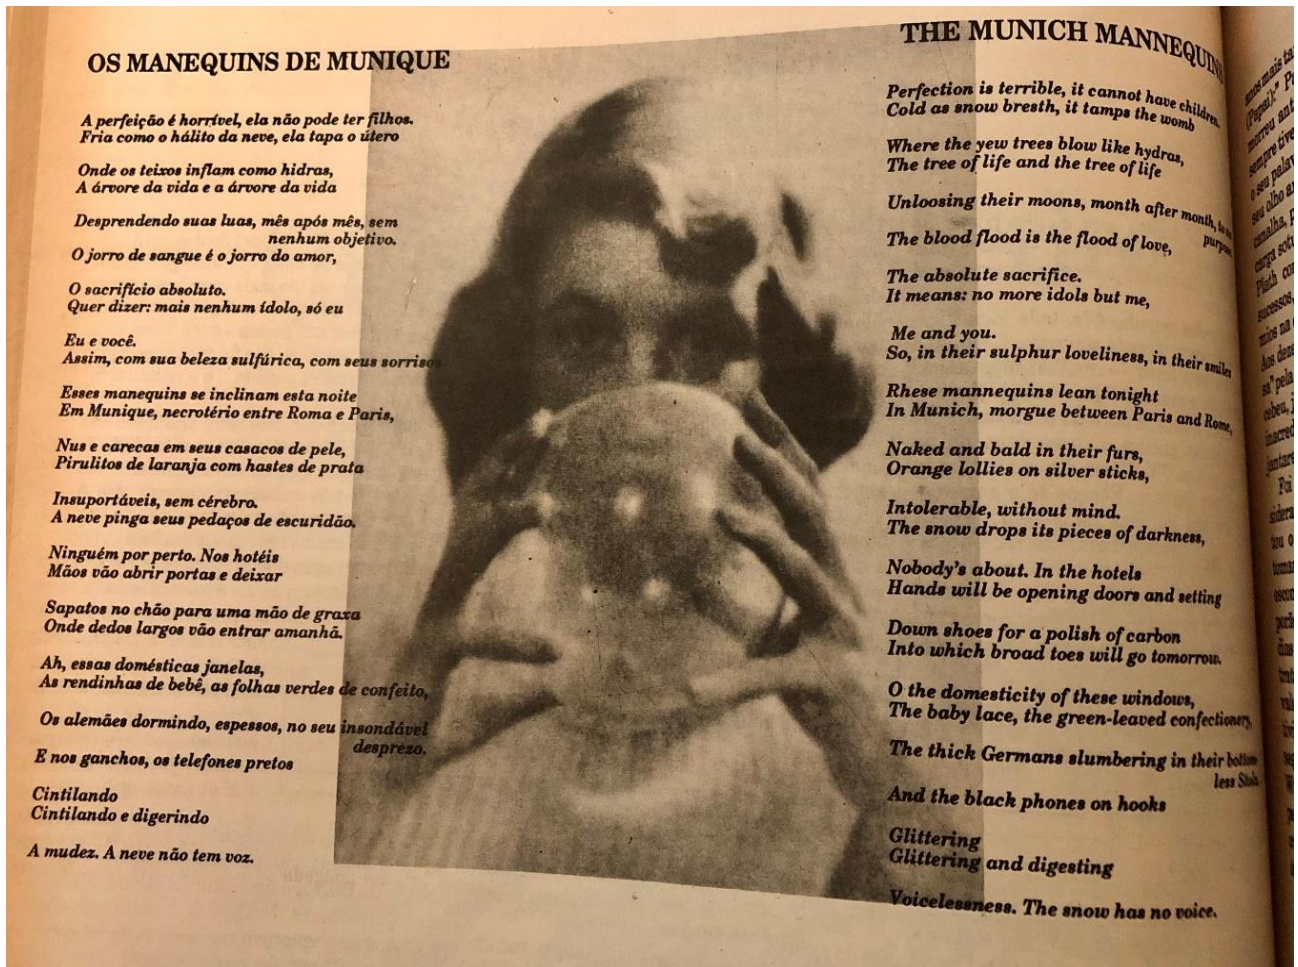 OS MANEQUINS DE MUNIQUE
A perfeição é horrível, ela não pode ter filhos.
Fria como o hálito da neve, ela tapa o útero
Onde os teixos inflam como hidras,
A árvore da vida e a árvore da vida
Desprendendo suas luas, mês após mês, sem
nenhum objetivo.
O jorro de sangue é o jorro do amor,
O sacrifício absoluto.
Quer dizer: mais nenhum ídolo, só eu
Eu e você.
Assim, com sua beleza sulfúrica, com seus sorrisos
Esses manequins se inclinam esta noite
Em Munique, necrotério entre Roma e Paris,
Nus e carecas em seus casacos de pele,
Pirulitos de laranja com hastes de prata
Insuportáveis, sem cérebro.
A neve pinga seus pedaços de escuridão.
Ninguém por perto. Nos hotéis
Mãos vão abrir portas e deixar
Sapatos no chão para uma mão de graxa
Onde dedos largos vão entrar amanhã.
Ah, essas domésticas janelas,
As rendinhas de bebê, as folhas verdes de confeito,
Os alemães dormindo, espessos, no seu insondável
desprezo.
E nos ganchos, os telefones pretos
Cintilando
Cintilando e digerindo
A mudez. A neve não tem voz.
THE MUNICH MANNEQUINS
Perfection is terrible, it cannot have children.
Cold as snow bresth, it tamps the womb
Where the yew trees blow like hydras,
The tree of life and the tree of life
Unloosing their moons, month after month, to no
purpose.
The blood flood is the flood of love,
The absolute sacrifice.
It means: no more idols but me,
Me and you.
So, in their sulphur loveliness, in their smiles
Rhese mannequins lean tonight
In Munich, morgue between Paris and Rome,
Naked and bald in their furs,
Orange lollies on silver sticks,
Intolerable, without mind.
The snow drops its pieces of darkness,
Nobody's about. In the hotels
Hands will be opening doors and setting
Down shoes for a polish of carbon
Into which broad toes will go tomorrow.
O the domesticity of these windows,
The baby lace, the green-leaved confectionery,
The thick Germans slumbering in their bottom-
less
And the black phones on hooks
Glittering
Glittering and digesting
Voicelessness. The snow has no voice.
anos mais
morreu
sempre
seu olho
canalha,
Plath
sucessos,
Fui